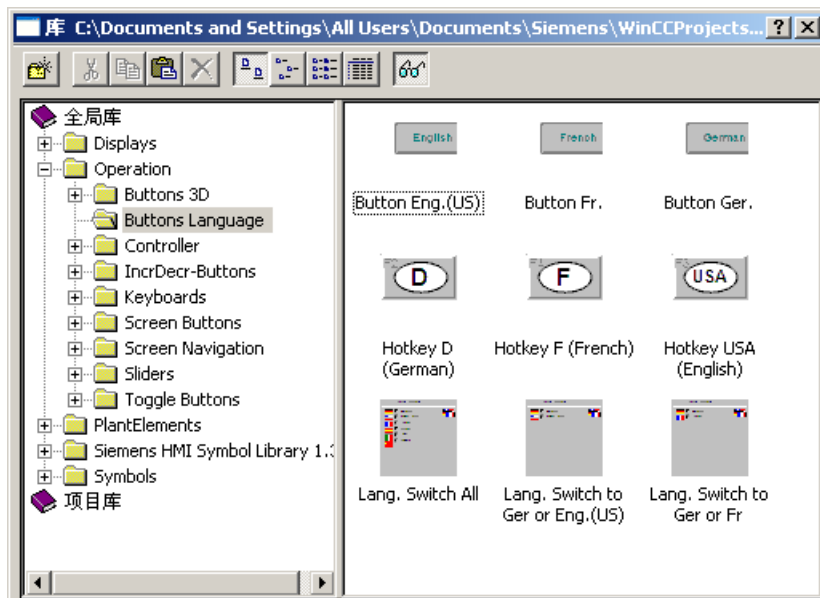 库 C:\Documents and Settings\All Users\Documents\Siemens\WinCCProjects...
全局库
Displays
Operation
Buttons 3D
Buttons Language
Controller
IncrDecr-Buttons
Keyboards
Screen Buttons
Screen Navigation
Sliders
Toggle Buttons
PlantElements
Siemens HMI Symbol Library 1.3
Symbols
项目库
English
French
German
Button Eng.(US)
Button Fr.
Button Ger.
F2
D
F1
F
F3
USA
Hotkey D
(German)
Hotkey F (French)
Hotkey USA
(English)
Lang. Switch All
Lang. Switch to
Ger or Eng.(US)
Lang. Switch to
Ger or Fr